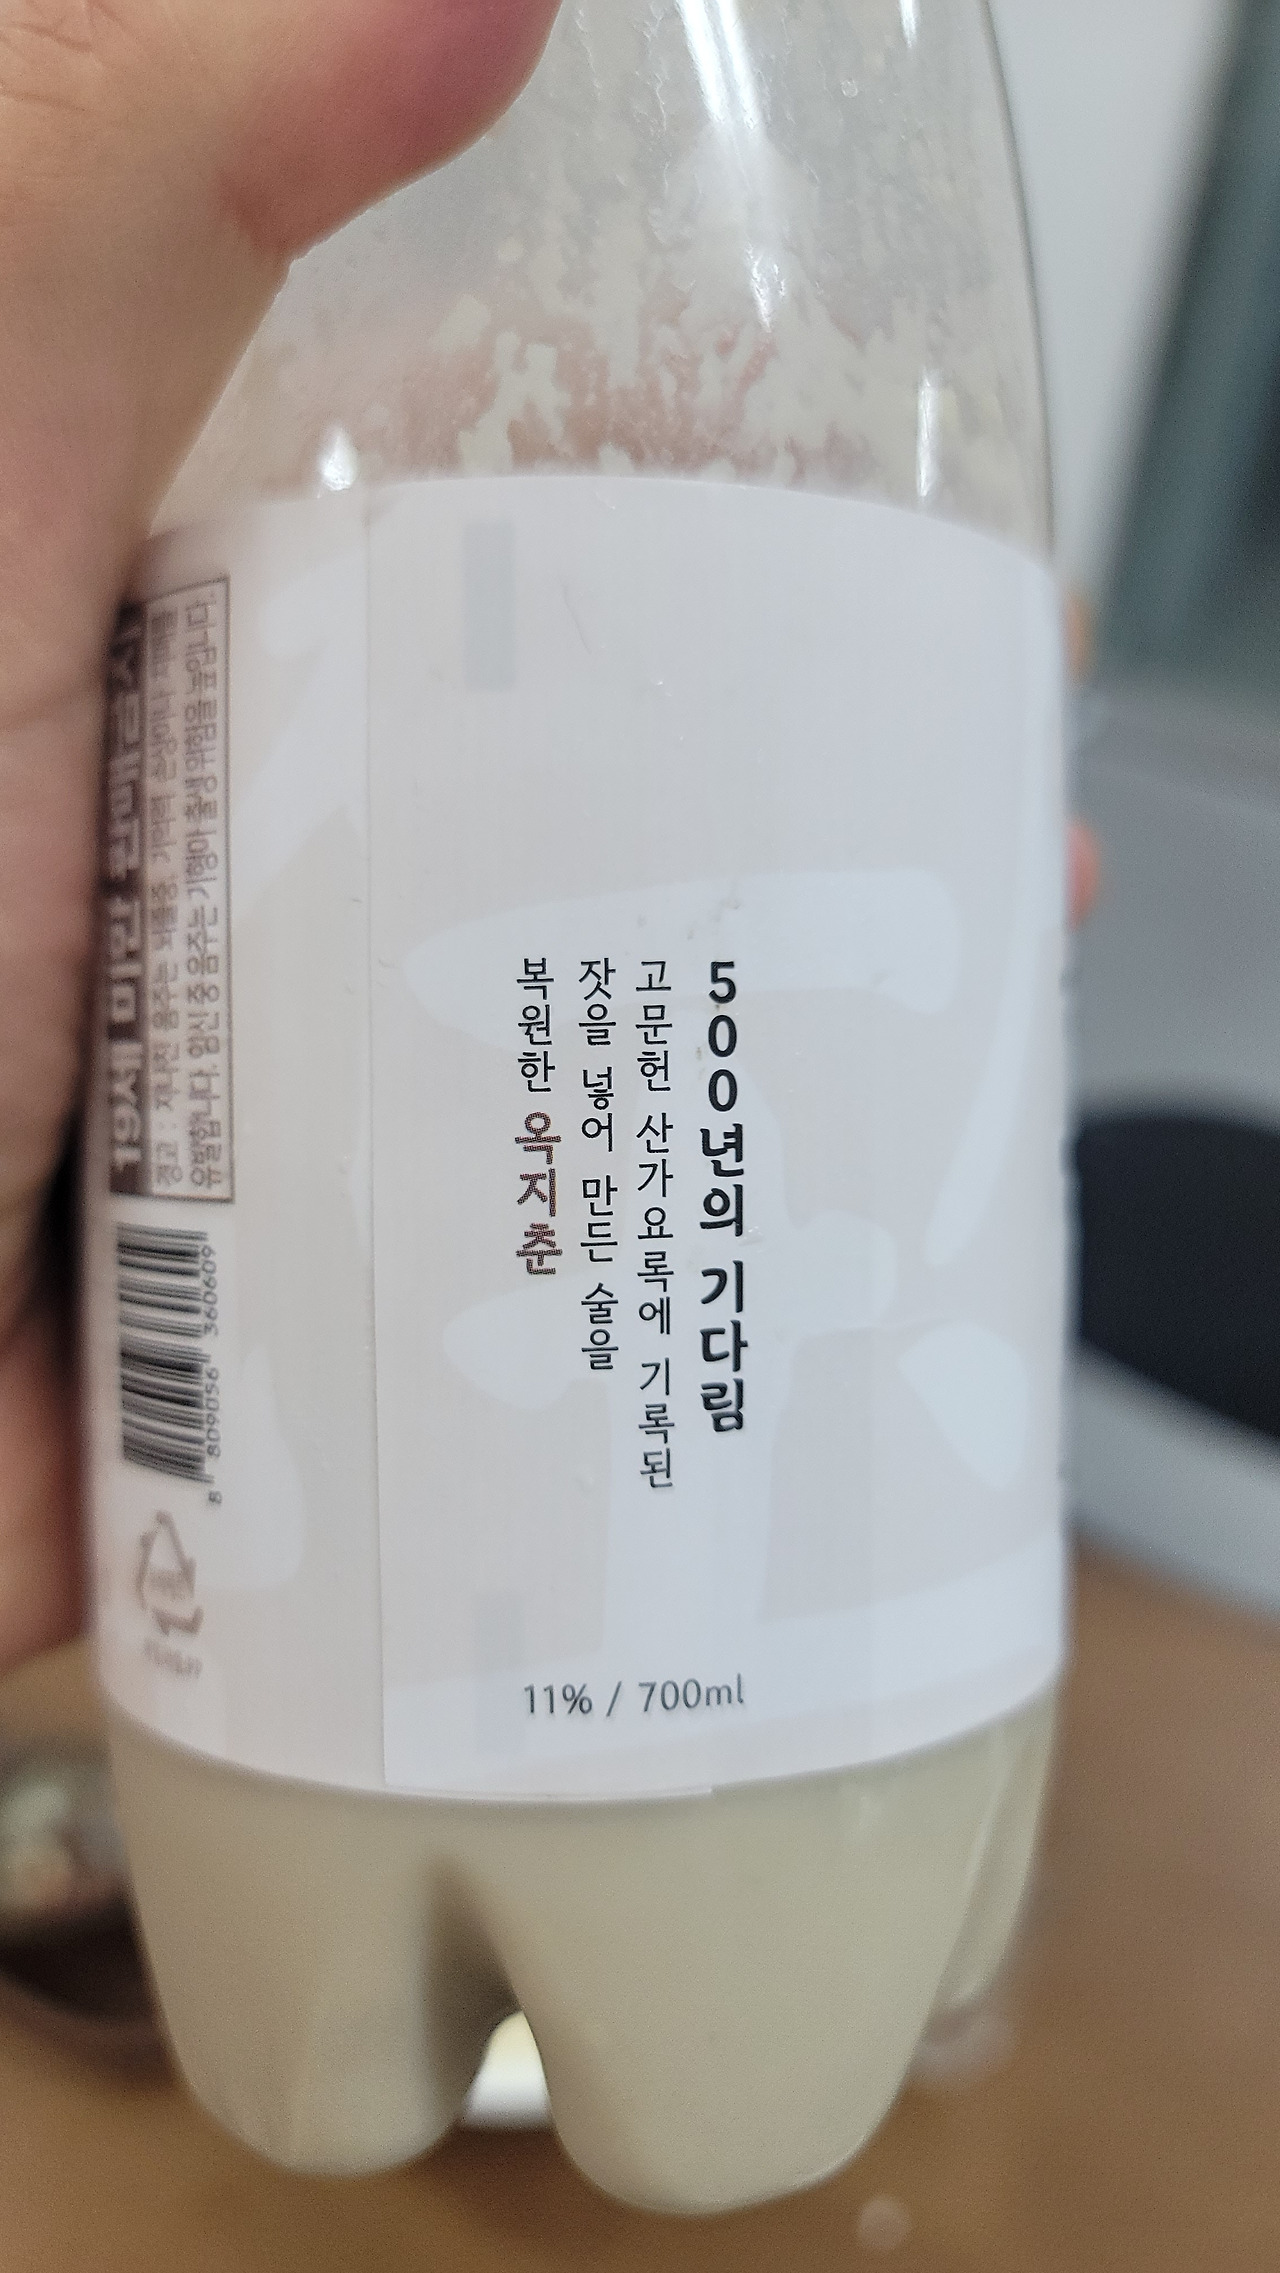 500년의 기다림
고문헌 산가요록에 기록된
잣을 넣어 만든 술을
복원한 옥지춘
11% / 700ml
19세 미만 판매금지
경고 : 지나친 음주는 뇌졸중, 기억력 손상이나 치매를
유발합니다. 임신 중 음주는 기형아 출생 위험을 높입니다.
8 809056 360609